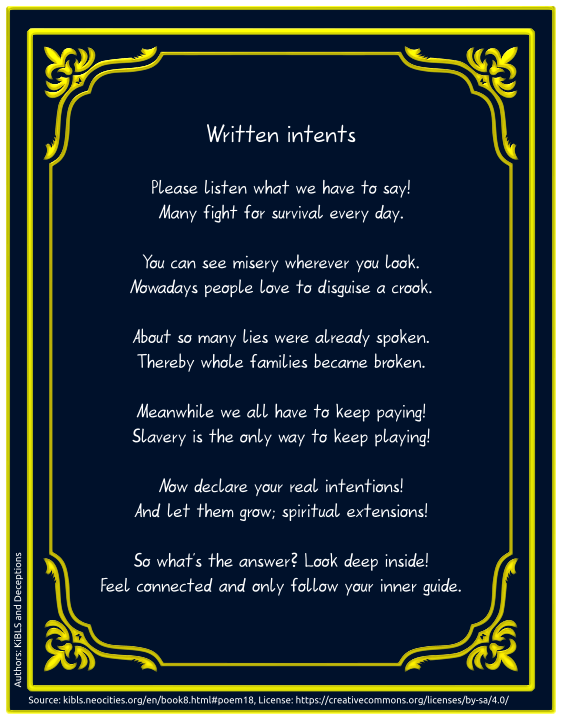 Written intents
Please listen what we have to say!
Many fight for survival every day.
You can see misery wherever you look.
Nowadays people love to disguise a crook.
About so many lies were already spoken.
Thereby whole families became broken.
Meanwhile we all have to keep paying!
Slavery is the only way to keep playing!
Now declare your real intentions!
And let them grow; spiritual extensions!
So what's the answer? Look deep inside!
Feel connected and only follow your inner guide.
Authors: KiBLS and Deceptions
Source: kibls.neocities.org/en/book8.html#poem18, License: https://creativecommons.org/licenses/by-sa/4.0/